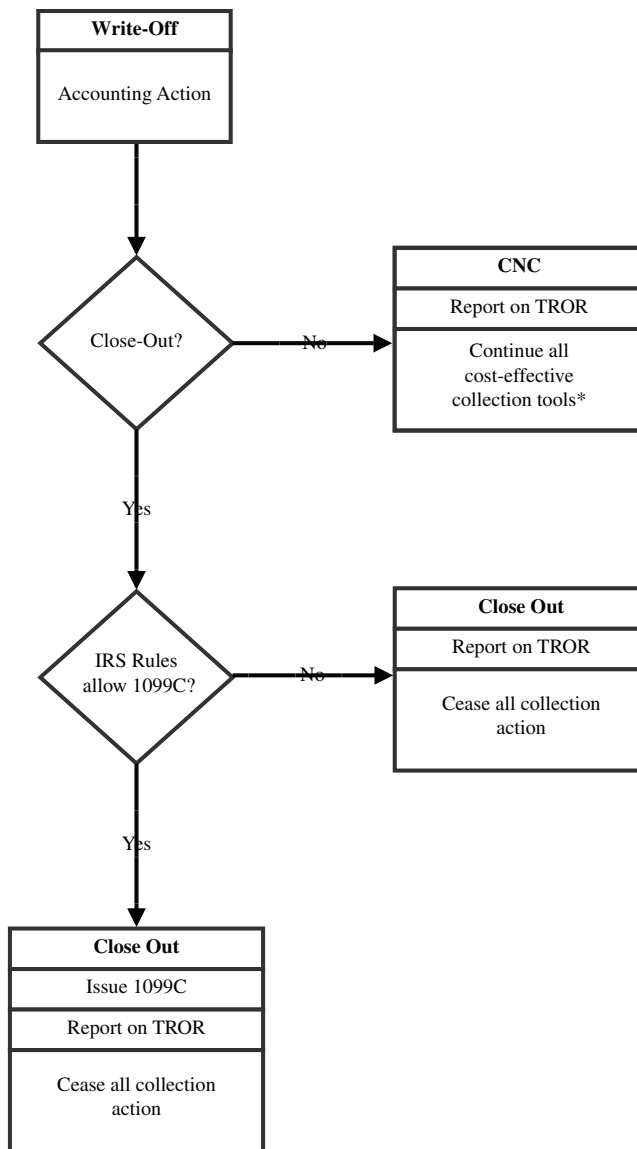 Write-Off
Accounting Action
Close-Out?
No
CNC
Report on TROR
Continue all
cost-effective
collection tools*
Yes
IRS Rules
allow 1099C?
No
Close Out
Report on TROR
Cease all collection
action
Yes
Close Out
Issue 1099C
Report on TROR
Cease all collection
action